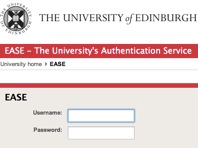 THE UNIVERSITY of EDINBURGH
EASE - The University's Authentication Service
University home > EASE
EASE
Username:
Password: